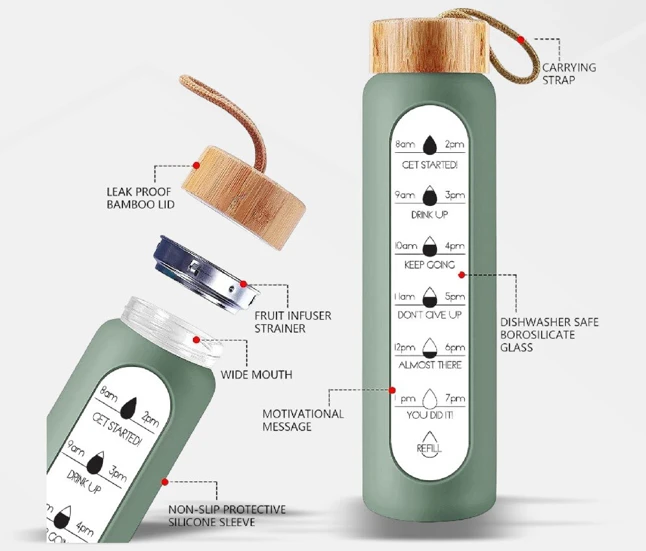 CARRYING
STRAP
8am 2pm
GET STARTED!
9am 3pm
DRINK UP
10am 4pm
KEEP GOING
11am 5pm
DON'T GIVE UP
12pm 6pm
ALMOST THERE
1pm 7pm
YOU DID IT!
REFILL
LEAK PROOF
BAMBOO LID
FRUIT INFUSER
STRAINER
WIDE MOUTH
DISHWASHER SAFE
BOROSILICATE
GLASS
MOTIVATIONAL
MESSAGE
NON-SLIP PROTECTIVE
SILICONE SLEEVE
8am 2pm
GET STARTED!
9am 3pm
DRINK UP
m 4pm
P GOIN